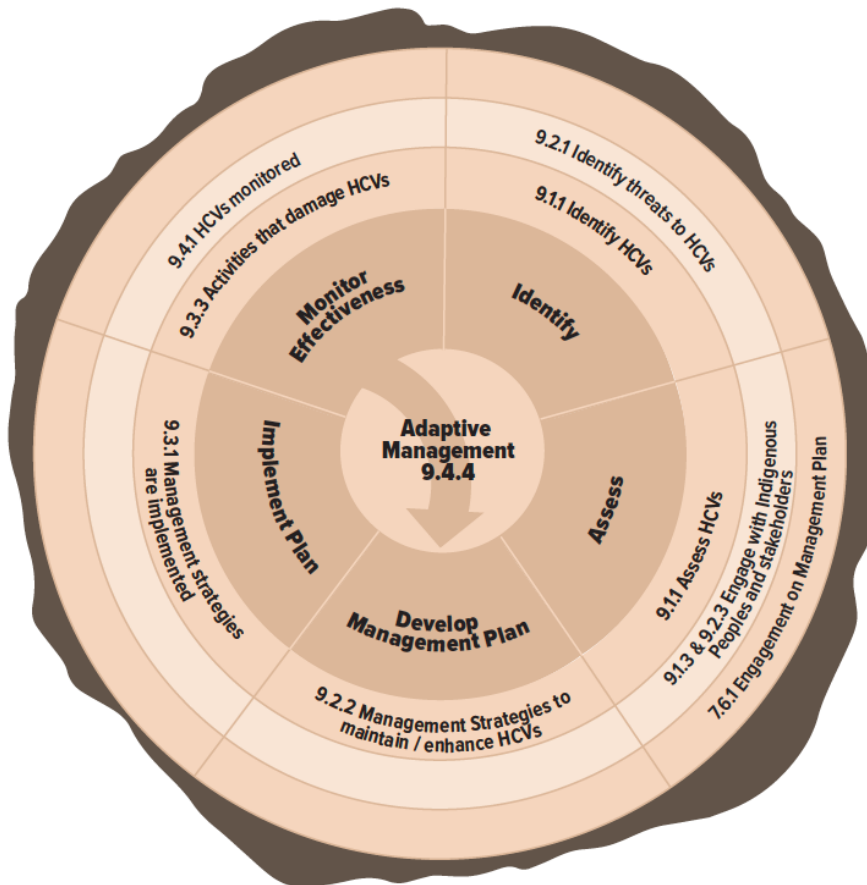 9.2.1 Identify threats to HCVs
9.1.1 Identify HCVs
Identify
9.4.1 HCVs monitored
9.3.3 Activities that damage HCVs
Monitor
Effectiveness
Adaptive
Management
9.4.4
Assess
9.1.1 Assess HCVs
9.1.3 & 9.2.3 Engage with Indigenous
Peoples and stakeholders
7.6.1 Engagement on Management Plan
Implement Plan
9.3.1 Management strategies
are implemented
Develop
Management Plan
9.2.2 Management Strategies to
maintain / enhance HCVs